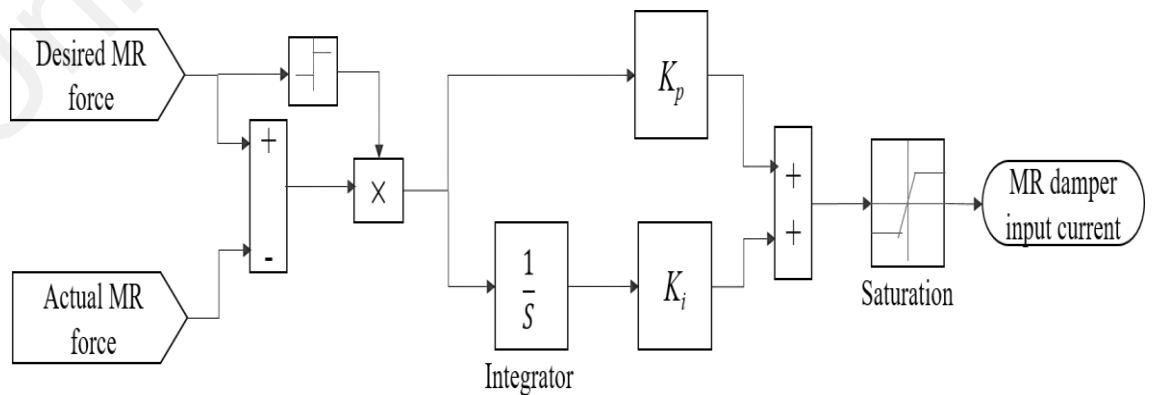 Desired MR
force
+
-
×
Actual MR
force
K_p
1
S
Integrator
K_i
+
+
Saturation
MR damper
input current